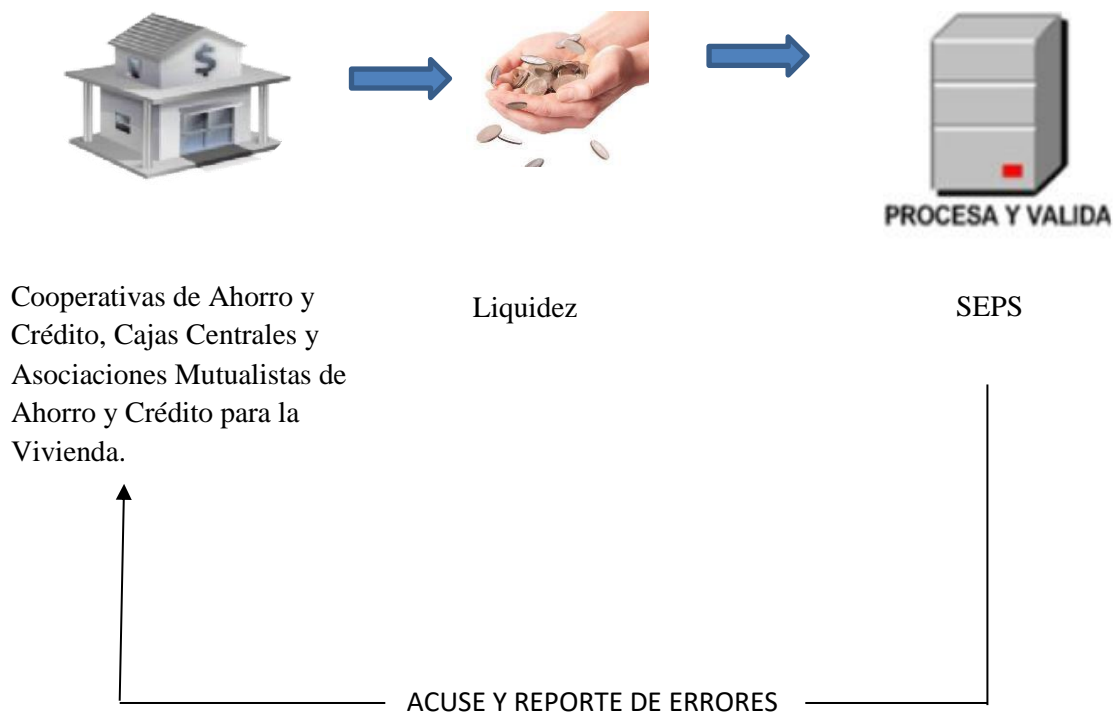 $
PROCESA Y VALIDA
Cooperativas de Ahorro y
Crédito, Cajas Centrales y
Asociaciones Mutualistas de
Ahorro y Crédito para la
Vivienda.
Liquidez
SEPS
ACUSE Y REPORTE DE ERRORES